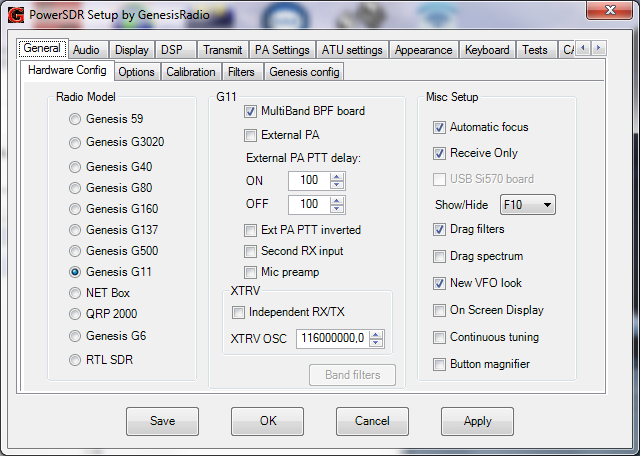 PowerSDR Setup by GenesisRadio
General Audio Display DSP Transmit PA Settings ATU settings Appearance Keyboard Tests CA
Hardware Config Options Calibration Filters Genesis config
Radio Model
Genesis 59
Genesis G3020
Genesis G40
Genesis G80
Genesis G160
Genesis G137
Genesis G500
Genesis G11
NET Box
QRP 2000
Genesis G6
RTL SDR
G11
MultiBand BPF board
External PA
External PA PTT delay:
ON 100
OFF 100
Ext PA PTT inverted
Second RX input
Mic preamp
XTRV
Independent RX/TX
XTRV OSC 116000000,0
Band filters
Misc Setup
Automatic focus
Receive Only
USB Si570 board
Show/Hide F10
Drag filters
Drag spectrum
New VFO look
On Screen Display
Continuous tuning
Button magnifier
Save OK Cancel Apply